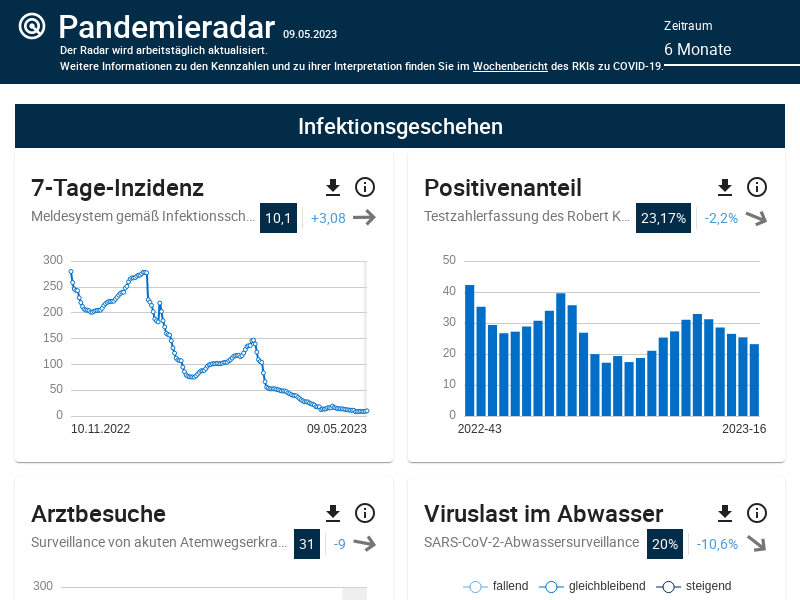 Pandemieradar 09.05.2023
Der Radar wird arbeitstäglich aktualisiert.
Weitere Informationen zu den Kennzahlen und zu ihrer Interpretation finden Sie im Wochenbericht des RKIs zu COVID-19.
Zeitraum
6 Monate
Infektionsgeschehen
7-Tage-Inzidenz
Meldesystem gemäß Infektionssch... 10,1 +3,08
300
250
200
150
100
50
0
10.11.2022 09.05.2023
Positivenanteil
Testzahlerfassung des Robert K... 23,17% -2,2%
50
40
30
20
10
0
2022-43 2023-16
Arztbesuche
Surveillance von akuten Atemwegserkra... 31 -9
300
Viruslast im Abwasser
SARS-CoV-2-Abwassersurveillance 20% -10,6%
fallend gleichbleibend steigend